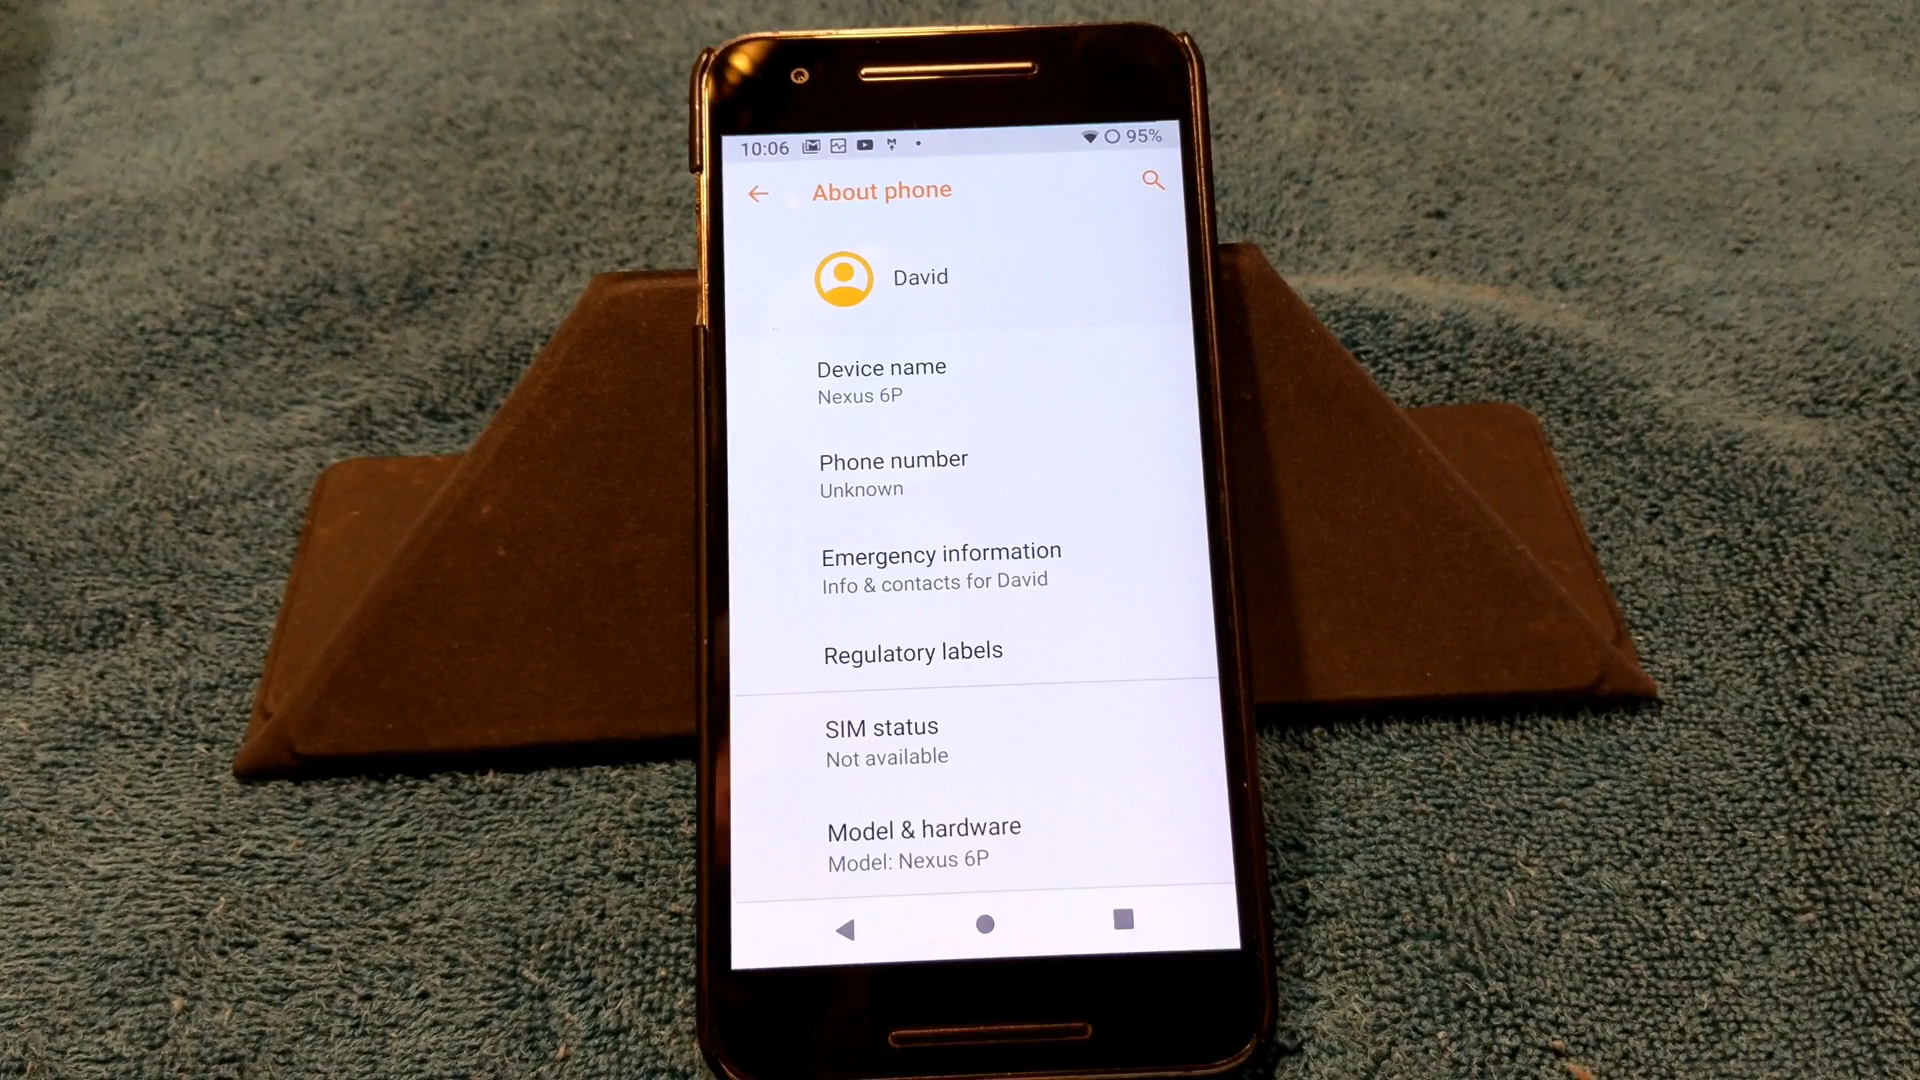 10:06 95%
About phone
David
Device name
Nexus 6P
Phone number
Unknown
Emergency information
Info & contacts for David
Regulatory labels
SIM status
Not available
Model & hardware
Model: Nexus 6P